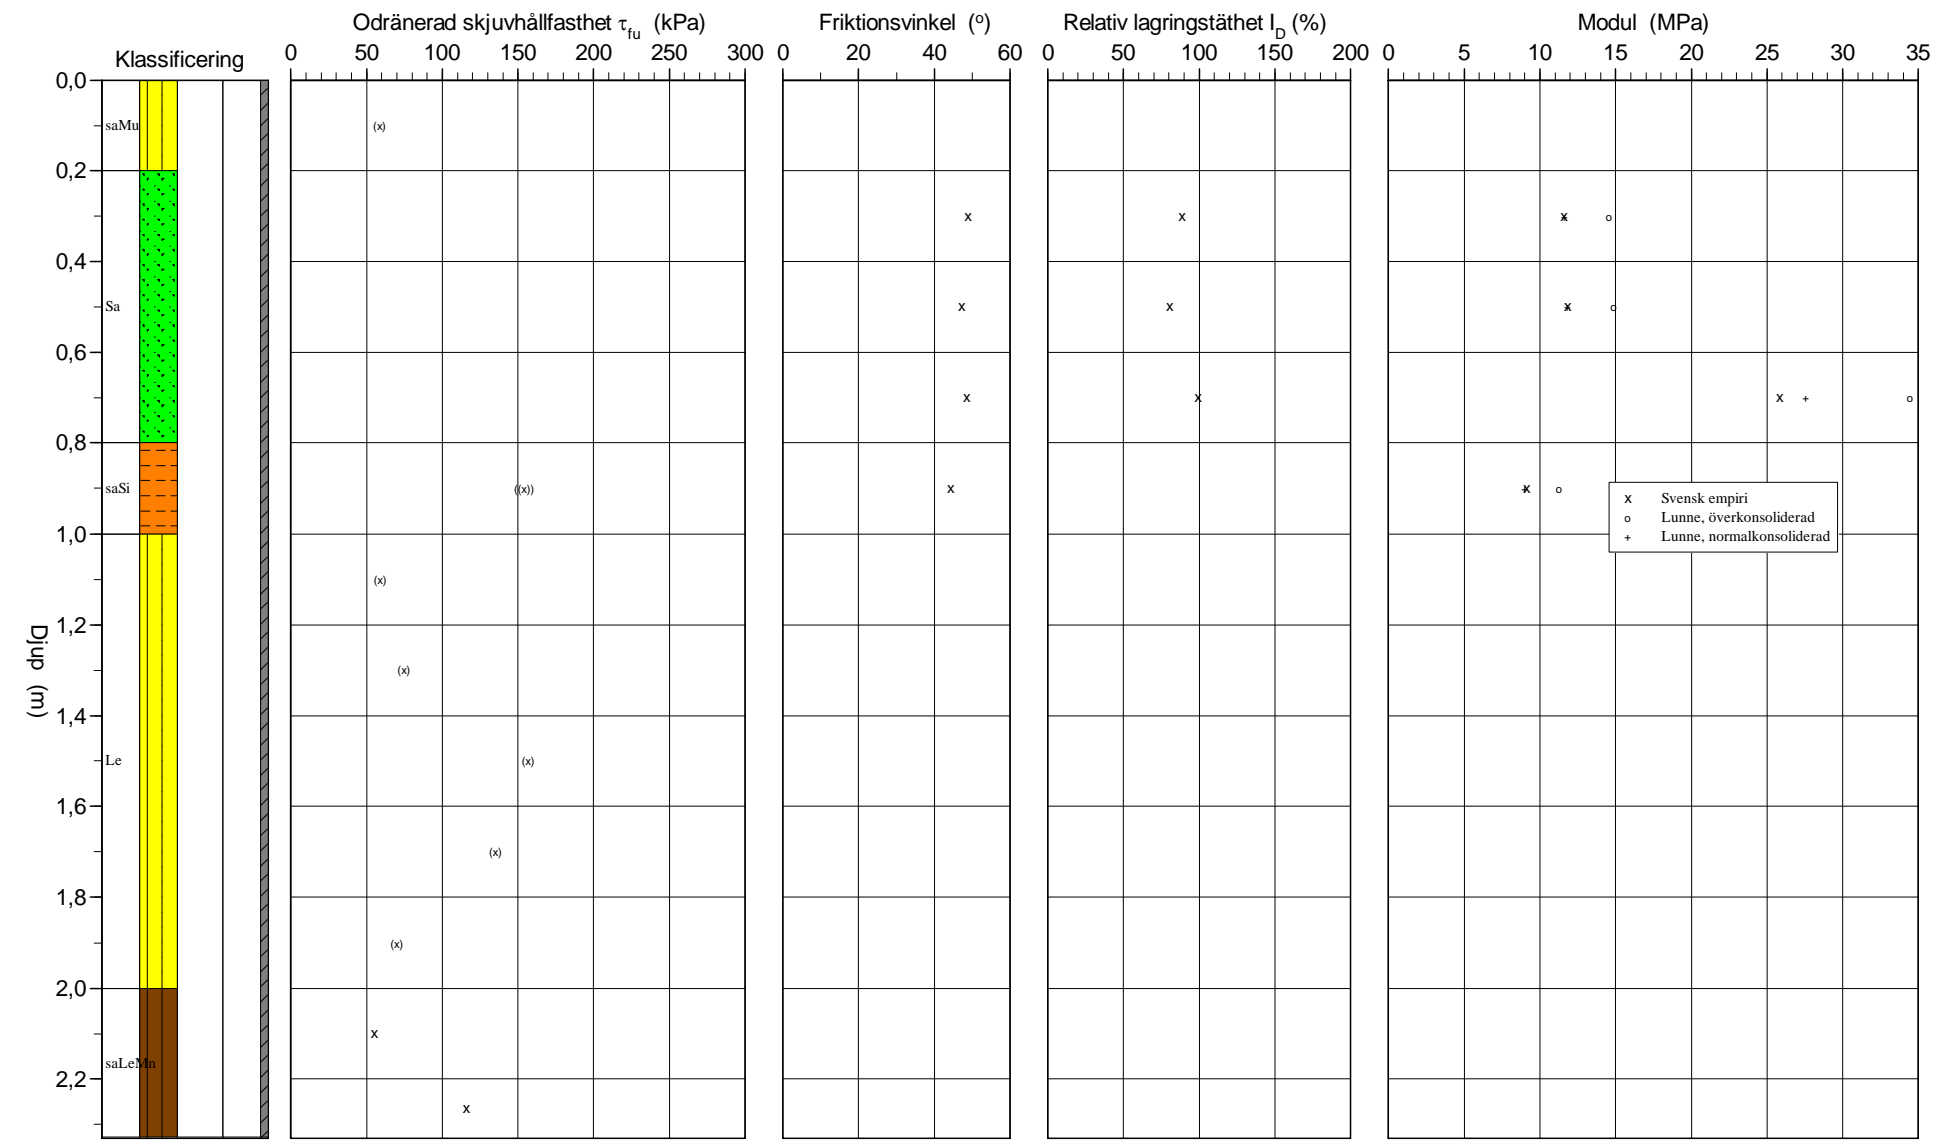 Odränerad skjuvhållfasthet τfu (kPa)
Friktionsvinkel (o)
Relativ lagringstäthet ID (%)
Modul (MPa)
Klassificering
0 50 100 150 200 250 300
0 20 40 60
0 50 100 150 200
0 5 10 15 20 25 30 35
0,0
saMu
(x)
0,2
x x x + o
0,4
Sa
x x x + o
0,6
x x x + o
0,8
saSi
((x)) x x + o
x Svensk empiri
o Lunne, överkonsoliderad
+ Lunne, normalkonsoliderad
1,0
(x)
1,2
Djup (m)
(x)
1,4
Le
(x)
1,6
(x)
1,8
(x)
2,0
x
saLeMn
2,2
x